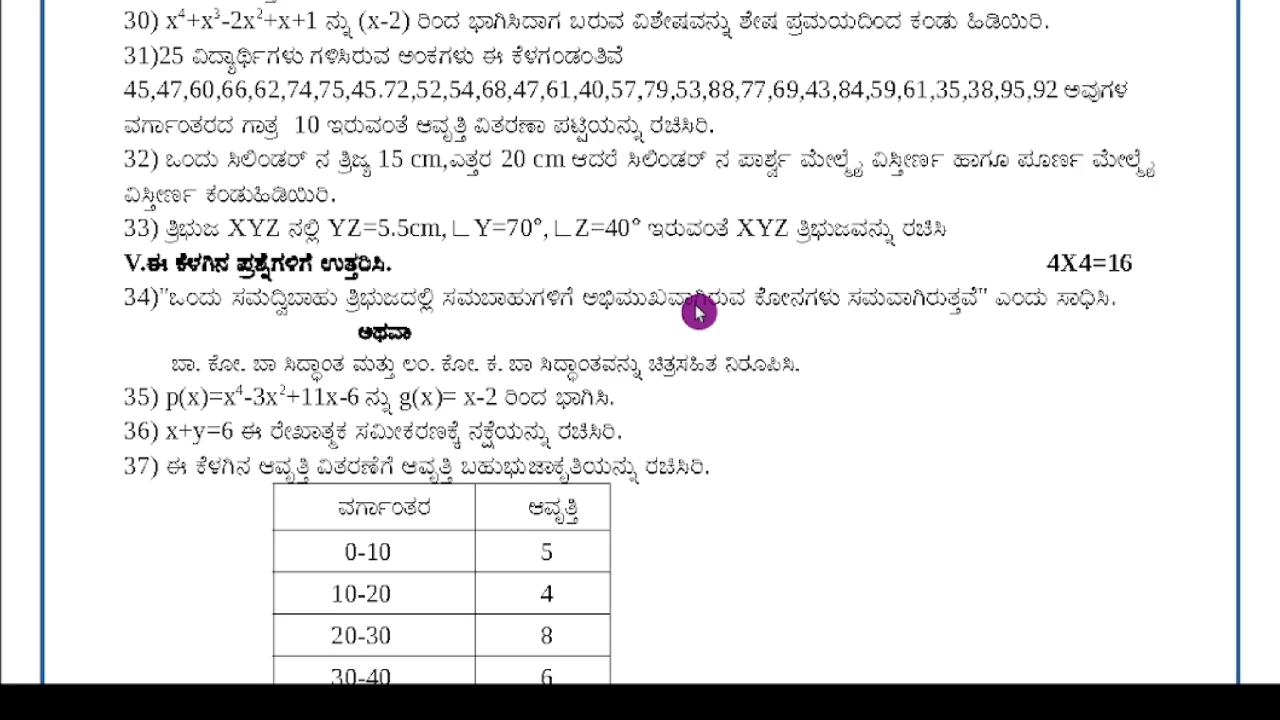 30) x⁴+x³-2x²+x+1 ನ್ನು (x-2) ರಿಂದ ಭಾಗಿಸಿದಾಗ ಬರುವ ವಿಶೇಷವನ್ನು ಶೇಷ ಪ್ರಮಯದಿಂದ ಕಂಡು ಹಿಡಿಯಿರಿ.
31)25 ವಿದ್ಯಾರ್ಥಿಗಳು ಗಳಿಸಿರುವ ಅಂಕಗಳು ಈ ಕೆಳಗಂಡಂತಿವೆ
45,47,60,66,62,74,75,45.72,52,54,68,47,61,40,57,79,53,88,77,69,43,84,59,61,35,38,95,92 ಅವುಗಳ
ವರ್ಗಾಂತರದ ಗಾತ್ರ 10 ಇರುವಂತೆ ಆವೃತ್ತಿ ವಿತರಣಾ ಪಟ್ಟಿಯನ್ನು ರಚಿಸಿರಿ.
32) ಒಂದು ಸಿಲಿಂಡರ್ ನ ತ್ರಿಜ್ಯ 15 cm,ಎತ್ತರ 20 cm ಆದರೆ ಸಿಲಿಂಡರ್ ನ ಪಾರ್ಶ್ವ ಮೇಲ್ಮೈ ವಿಸ್ತೀರ್ಣ ಹಾಗೂ ಪೂರ್ಣ ಮೇಲ್ಮೈ
ವಿಸ್ತೀರ್ಣ ಕಂಡುಹಿಡಿಯಿರಿ.
33) ತ್ರಿಭುಜ XYZ ನಲ್ಲಿ YZ=5.5cm,∟Y=70°,∟Z=40° ಇರುವಂತೆ XYZ ತ್ರಿಭುಜವನ್ನು ರಚಿಸಿ
V.ಈ ಕೆಳಗಿನ ಪ್ರಶ್ನೆಗಳಿಗೆ ಉತ್ತರಿಸಿ. 4X4=16
34)"ಒಂದು ಸಮದ್ವಿಬಾಹು ತ್ರಿಭುಜದಲ್ಲಿ ಸಮಬಾಹುಗಳಿಗೆ ಅಭಿಮುಖವಾಗಿರುವ ಕೋನಗಳು ಸಮವಾಗಿರುತ್ತವೆ" ಎಂದು ಸಾಧಿಸಿ.
ಅಥವಾ
ಬಾ. ಕೋ. ಬಾ ಸಿದ್ಧಾಂತ ಮತ್ತು ಲಂ. ಕೋ. ಕ. ಬಾ ಸಿದ್ಧಾಂತವನ್ನು ಚಿತ್ರಸಹಿತ ನಿರೂಪಿಸಿ.
35) p(x)=x⁴-3x²+11x-6 ನ್ನು g(x)= x-2 ರಿಂದ ಭಾಗಿಸಿ.
36) x+y=6 ಈ ರೇಖಾತ್ಮಕ ಸಮೀಕರಣಕ್ಕೆ ನಕ್ಷೆಯನ್ನು ರಚಿಸಿರಿ.
37) ಈ ಕೆಳಗಿನ ಆವೃತ್ತಿ ವಿತರಣೆಗೆ ಆವೃತ್ತಿ ಬಹುಭುಜಾಕೃತಿಯನ್ನು ರಚಿಸಿರಿ.
ವರ್ಗಾಂತರ ಆವೃತ್ತಿ
0-10 5
10-20 4
20-30 8
30-40 6